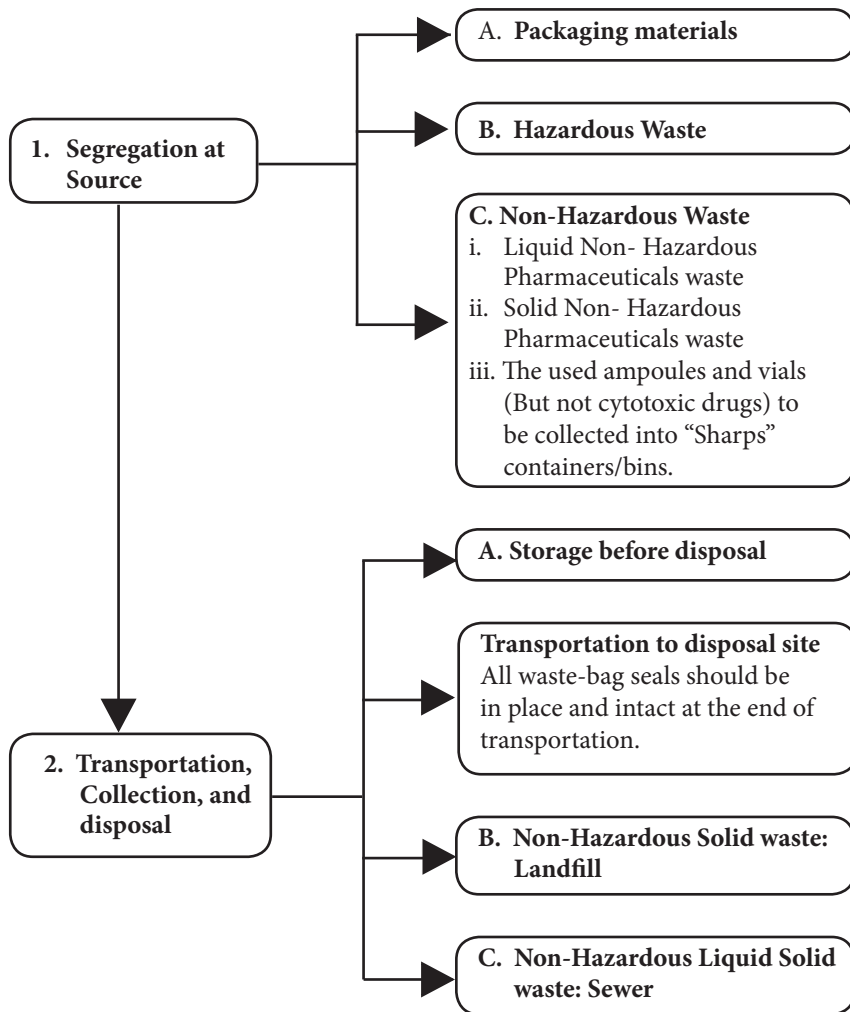 A. Packaging materials
1. Segregation at
Source
B. Hazardous Waste
C. Non-Hazardous Waste
i. Liquid Non- Hazardous
Pharmaceuticals waste
ii. Solid Non- Hazardous
Pharmaceuticals waste
iii. The used ampoules and vials
(But not cytotoxic drugs) to
be collected into “Sharps”
containers/bins.
A. Storage before disposal
Transportation to disposal site
All waste-bag seals should be
in place and intact at the end of
transportation.
2. Transportation,
Collection, and
disposal
B. Non-Hazardous Solid waste:
Landfill
C. Non-Hazardous Liquid Solid
waste: Sewer